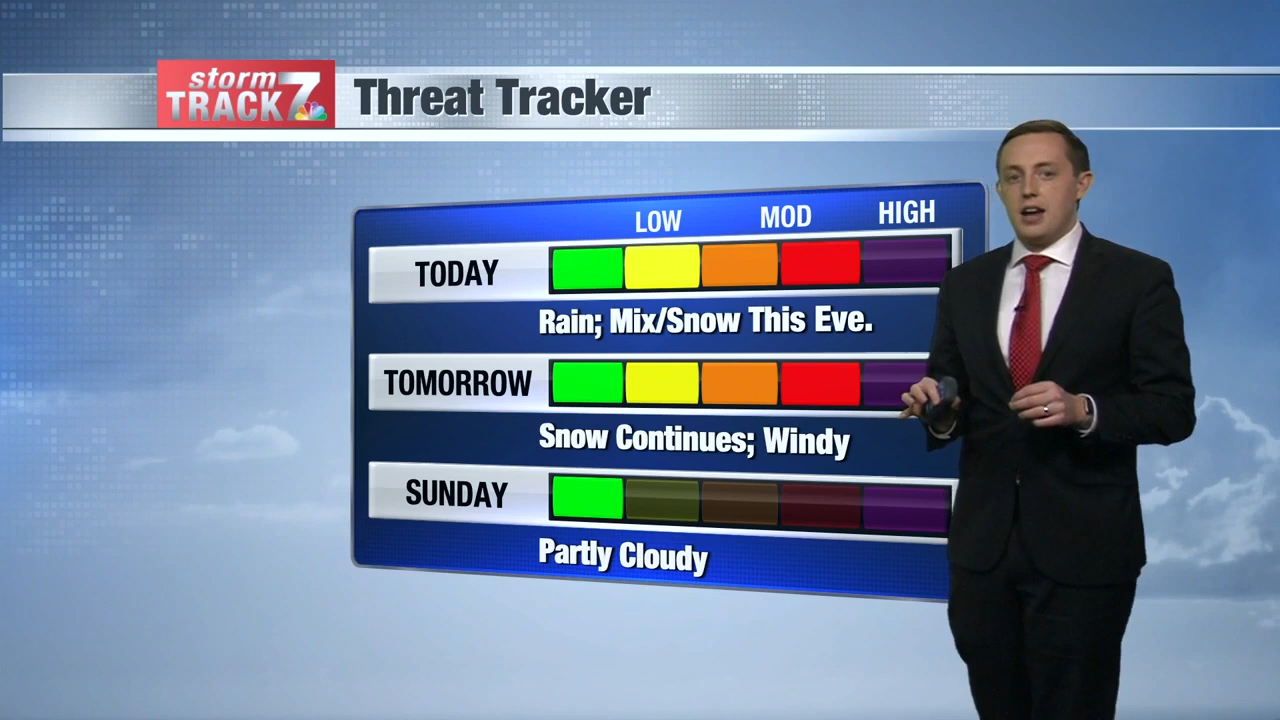 storm
TRACK 7
Threat Tracker
LOW MOD HIGH
TODAY
Rain; Mix/Snow This Eve.
TOMORROW
Snow Continues; Windy
SUNDAY
Partly Cloudy